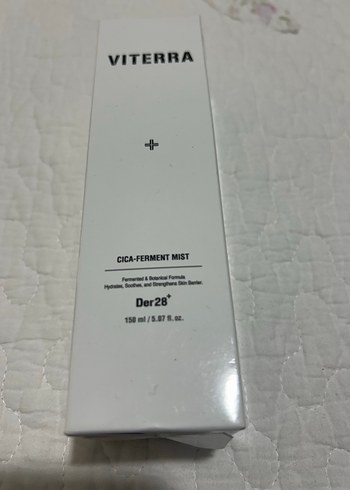 VITERRA
CICA-FERMENT MIST
Fermented & Botanical Formula
Hydrates, Soothes, and Strengthens Skin Barrier.
Der28+
150 ml / 5.07 fl. oz.